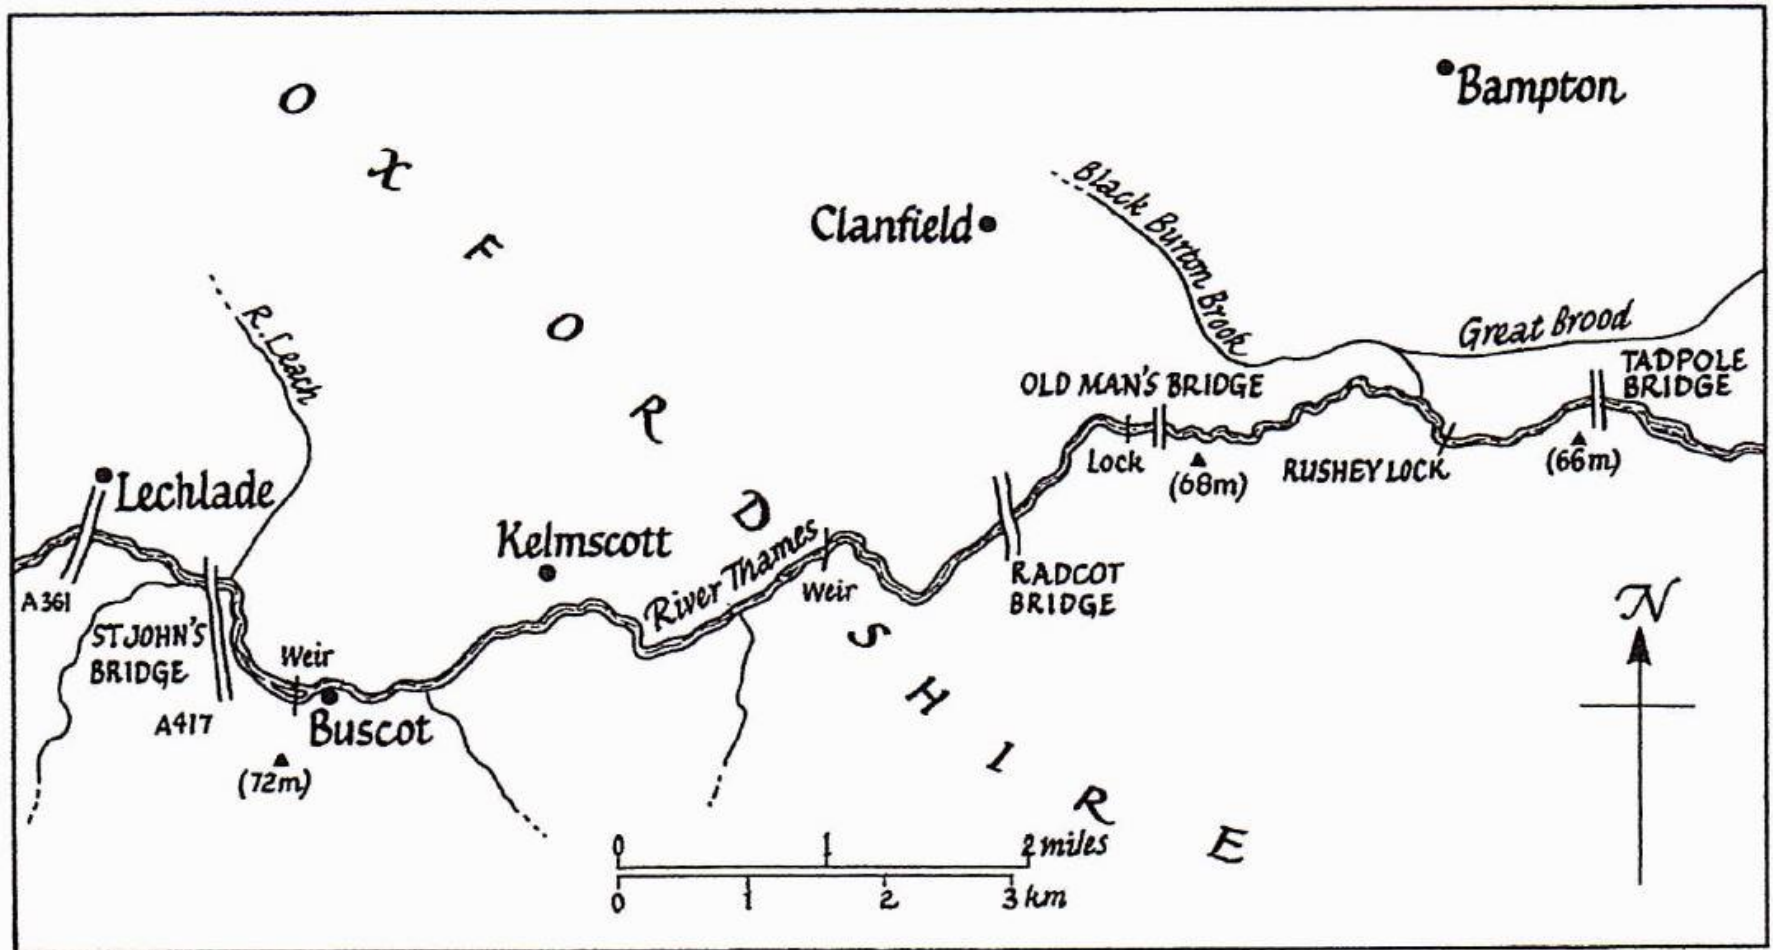 OXFORDSHIRE
Bampton
Clanfield
Black Burton Brook
R. Leach
Great Brood
TADPOLE
BRIDGE
OLD MAN'S BRIDGE
Lock
(68m)
RUSHEY LOCK
(66m)
Lechlade
Kelmscott
River Thames
Weir
RADCOT
BRIDGE
A361
ST JOHN'S
BRIDGE
Weir
A417
Buscot
(72m)
N
0 1 2 miles
0 1 2 3 km